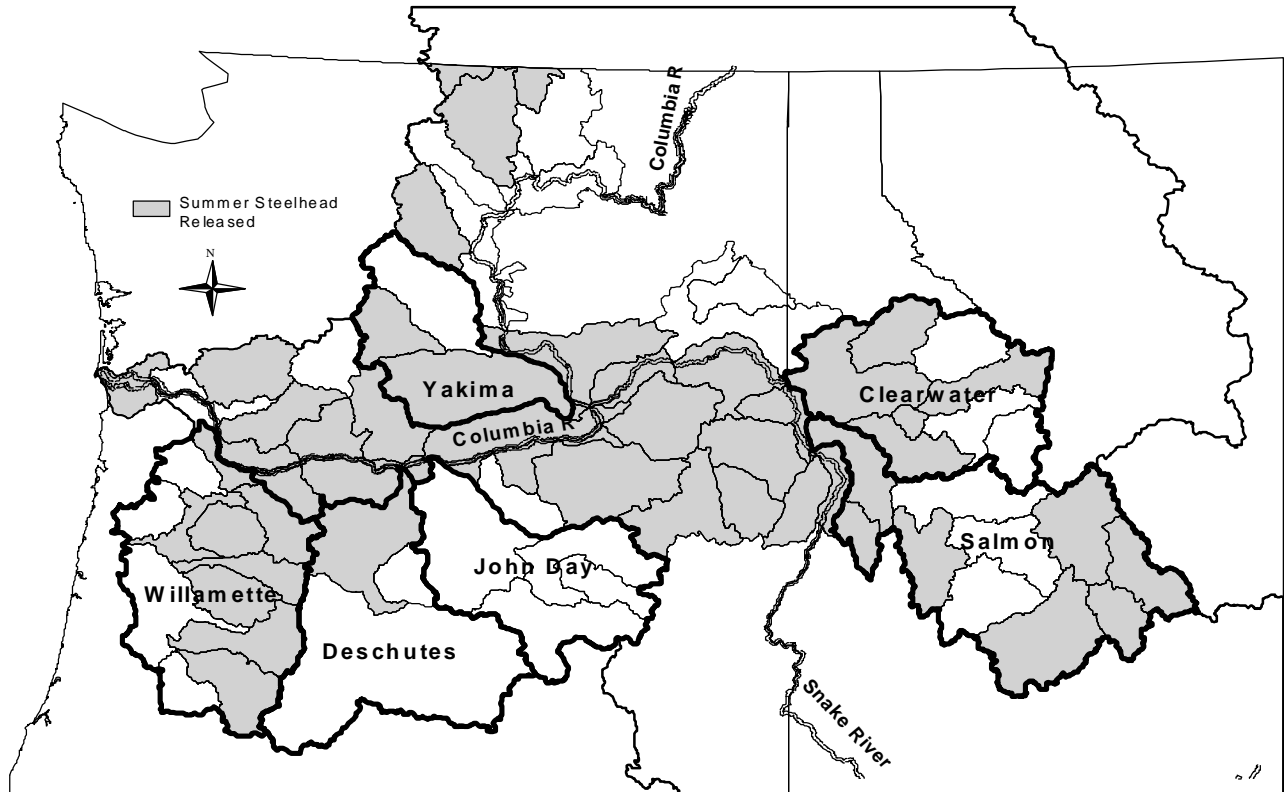 Columbia R
Summer Steelhead
Released
N
Yakima
Clearwater
Columbia R
Salmon
John Day
Willamette
Deschutes
Snake River